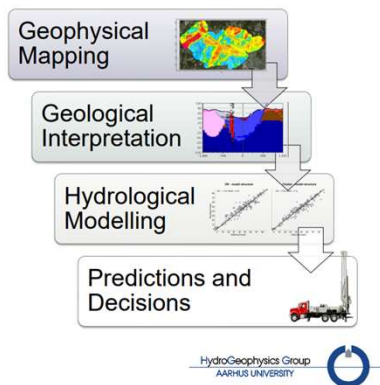 Geophysical
Mapping
Geological
Interpretation
Hydrological
Modelling
Predictions and
Decisions
HydroGeophysics Group
AARHUS UNIVERSITY